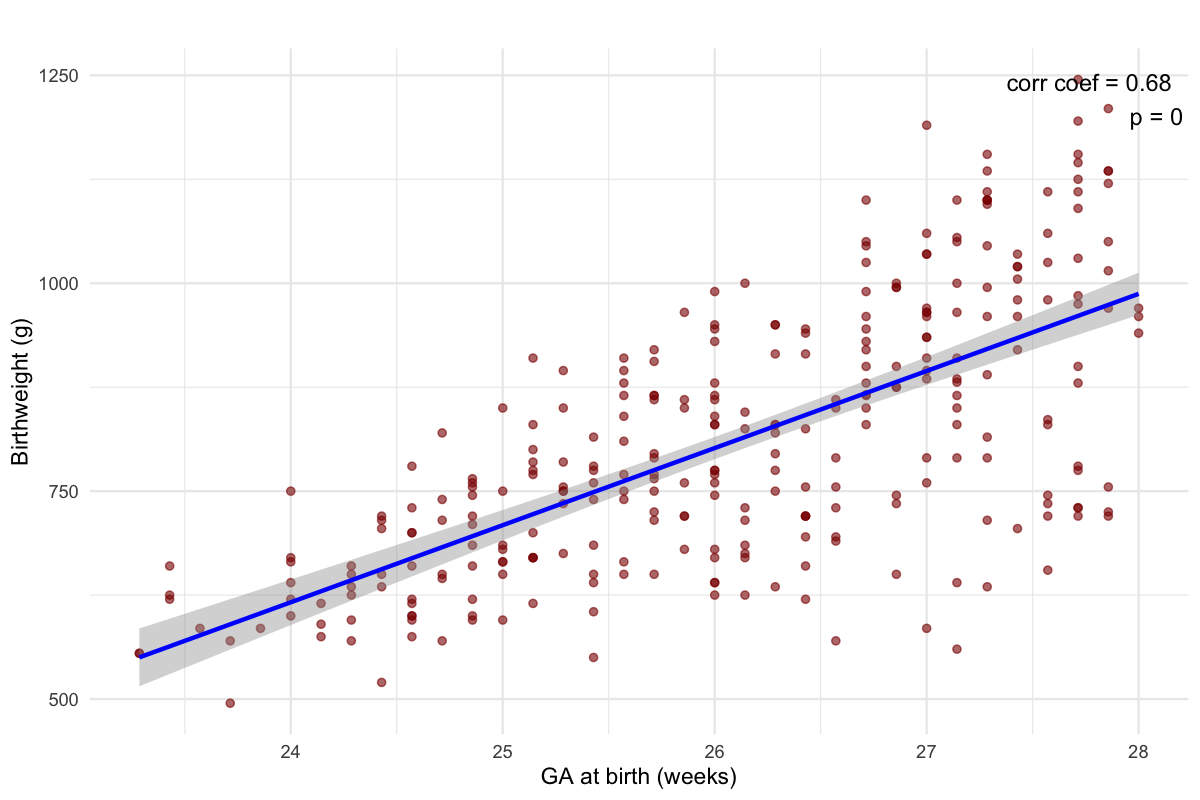 1250
1000
750
500
Birthweight (g)
corr coef = 0.68
p = 0
24
25
26
27
28
GA at birth (weeks)